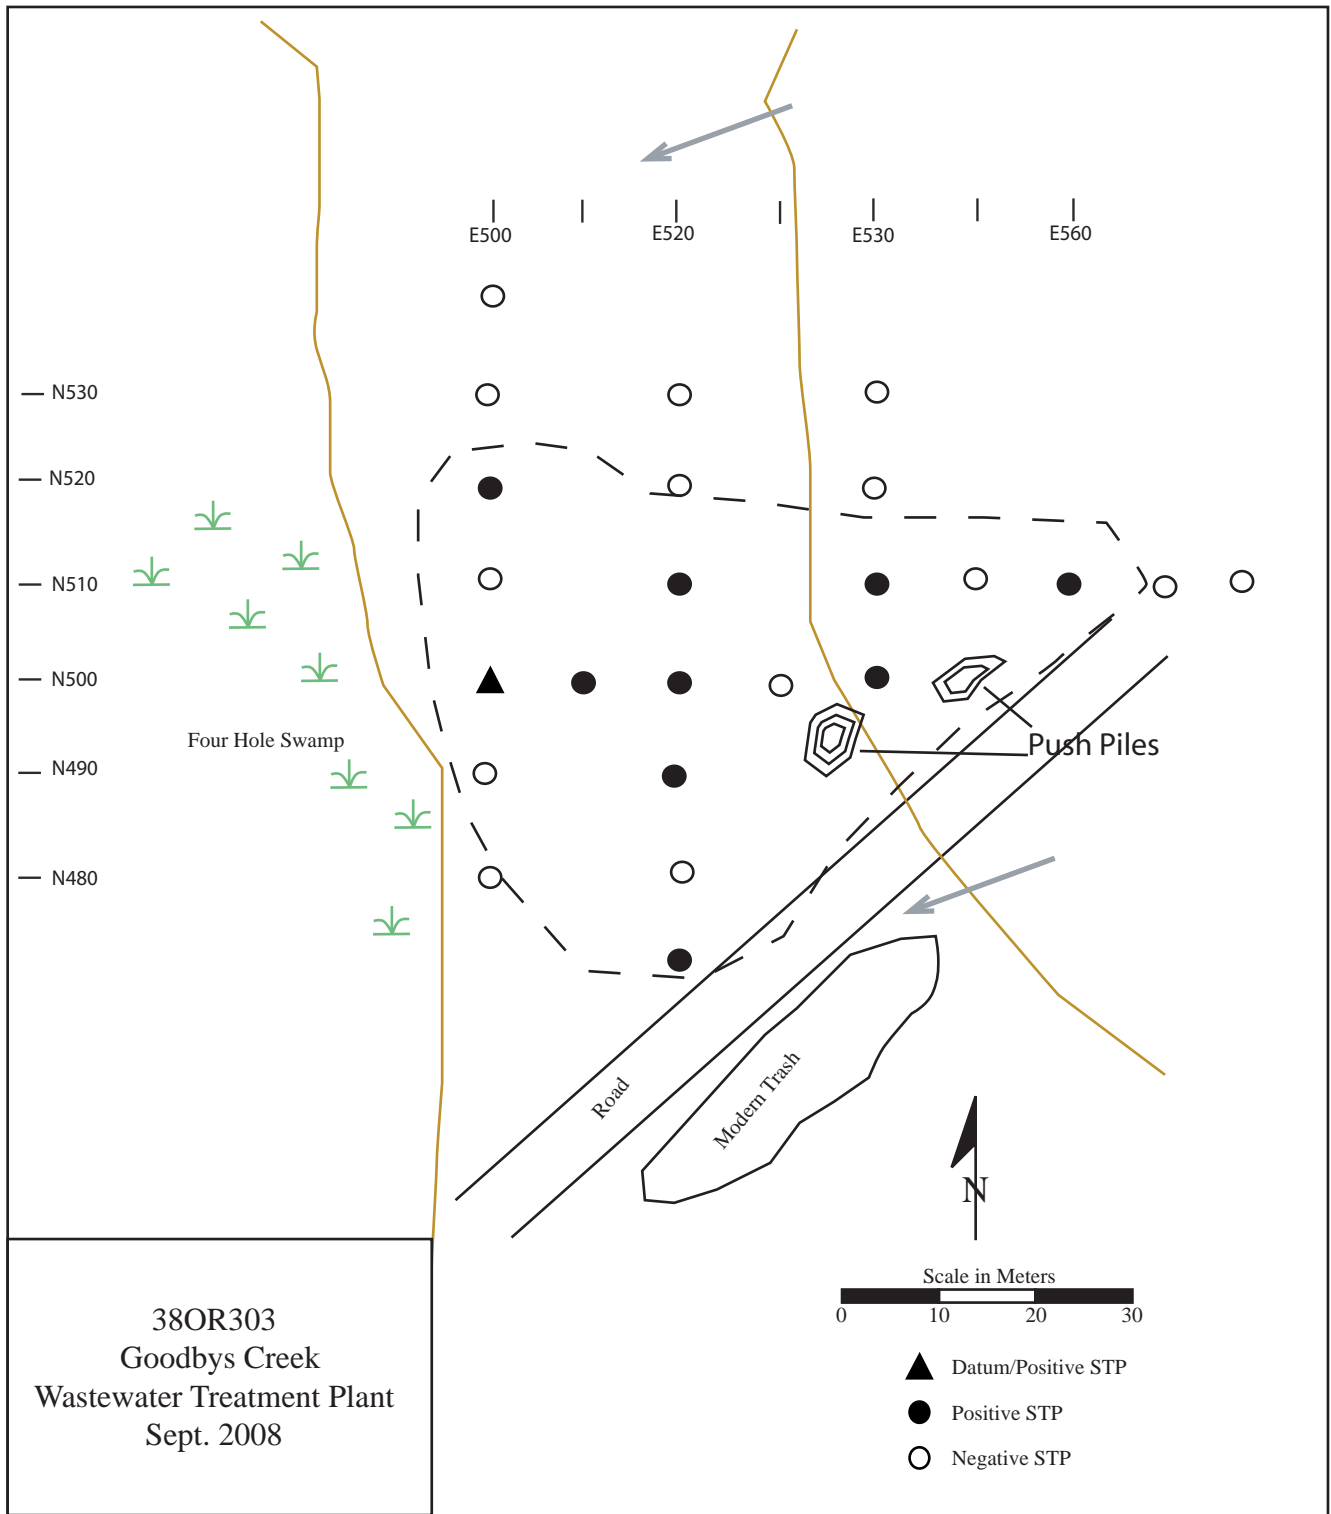 E500
E520
E530
E560
N530
N520
N510
N500
Four Hole Swamp
Push Piles
N490
N480
Road
Modern Trash
N
Scale in Meters
0 10 20 30
38OR303
Goodbys Creek
Wastewater Treatment Plant
Sept. 2008
Datum/Positive STP
Positive STP
Negative STP